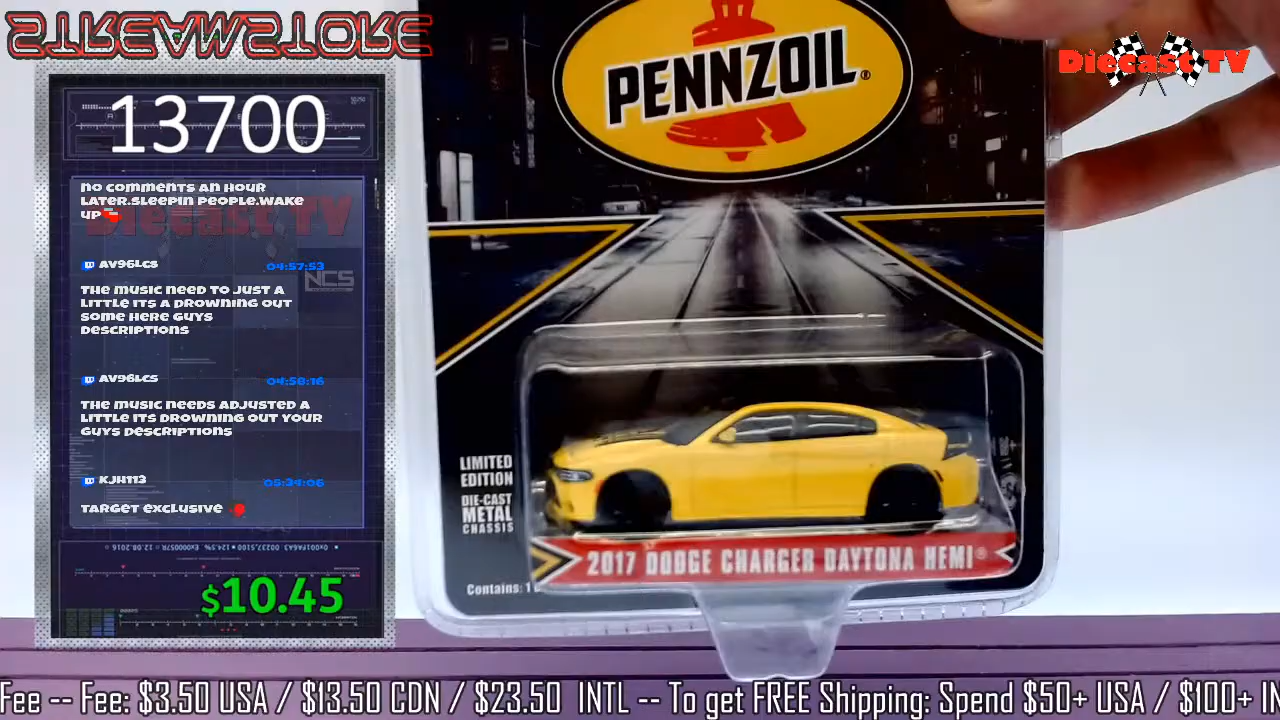 STREAMSTORE
Diecast TV
13700
NO COMMENTS AN HOUR
LATER.SLEEPIN PEOPLE.WAKE
UP
Diecast TV
AV96LCS
04:57:53
NCS
THE MUSIC NEED TO JUST A
LITTLE ITS A DROWNING OUT
SOME HERE GUYS
DESCRIPTIONS
AV96LCS
04:58:16
THE MUSIC NEEDS ADJUSTED A
LITTLE ITS DROWNING OUT YOUR
GUYS DESCRIPTIONS
KJH113
05:34:06
TARGET EXCLUSIVE
$10.45
PENNZOIL®
LIMITED
EDITION
DIE-CAST
METAL
CHASSIS
2017 DODGE CHARGER DAYTONA HEMI®
Contains: 1
Fee -- Fee: $3.50 USA / $13.50 CDN / $23.50 INTL -- To get FREE Shipping: Spend $50+ USA / $100+ IN